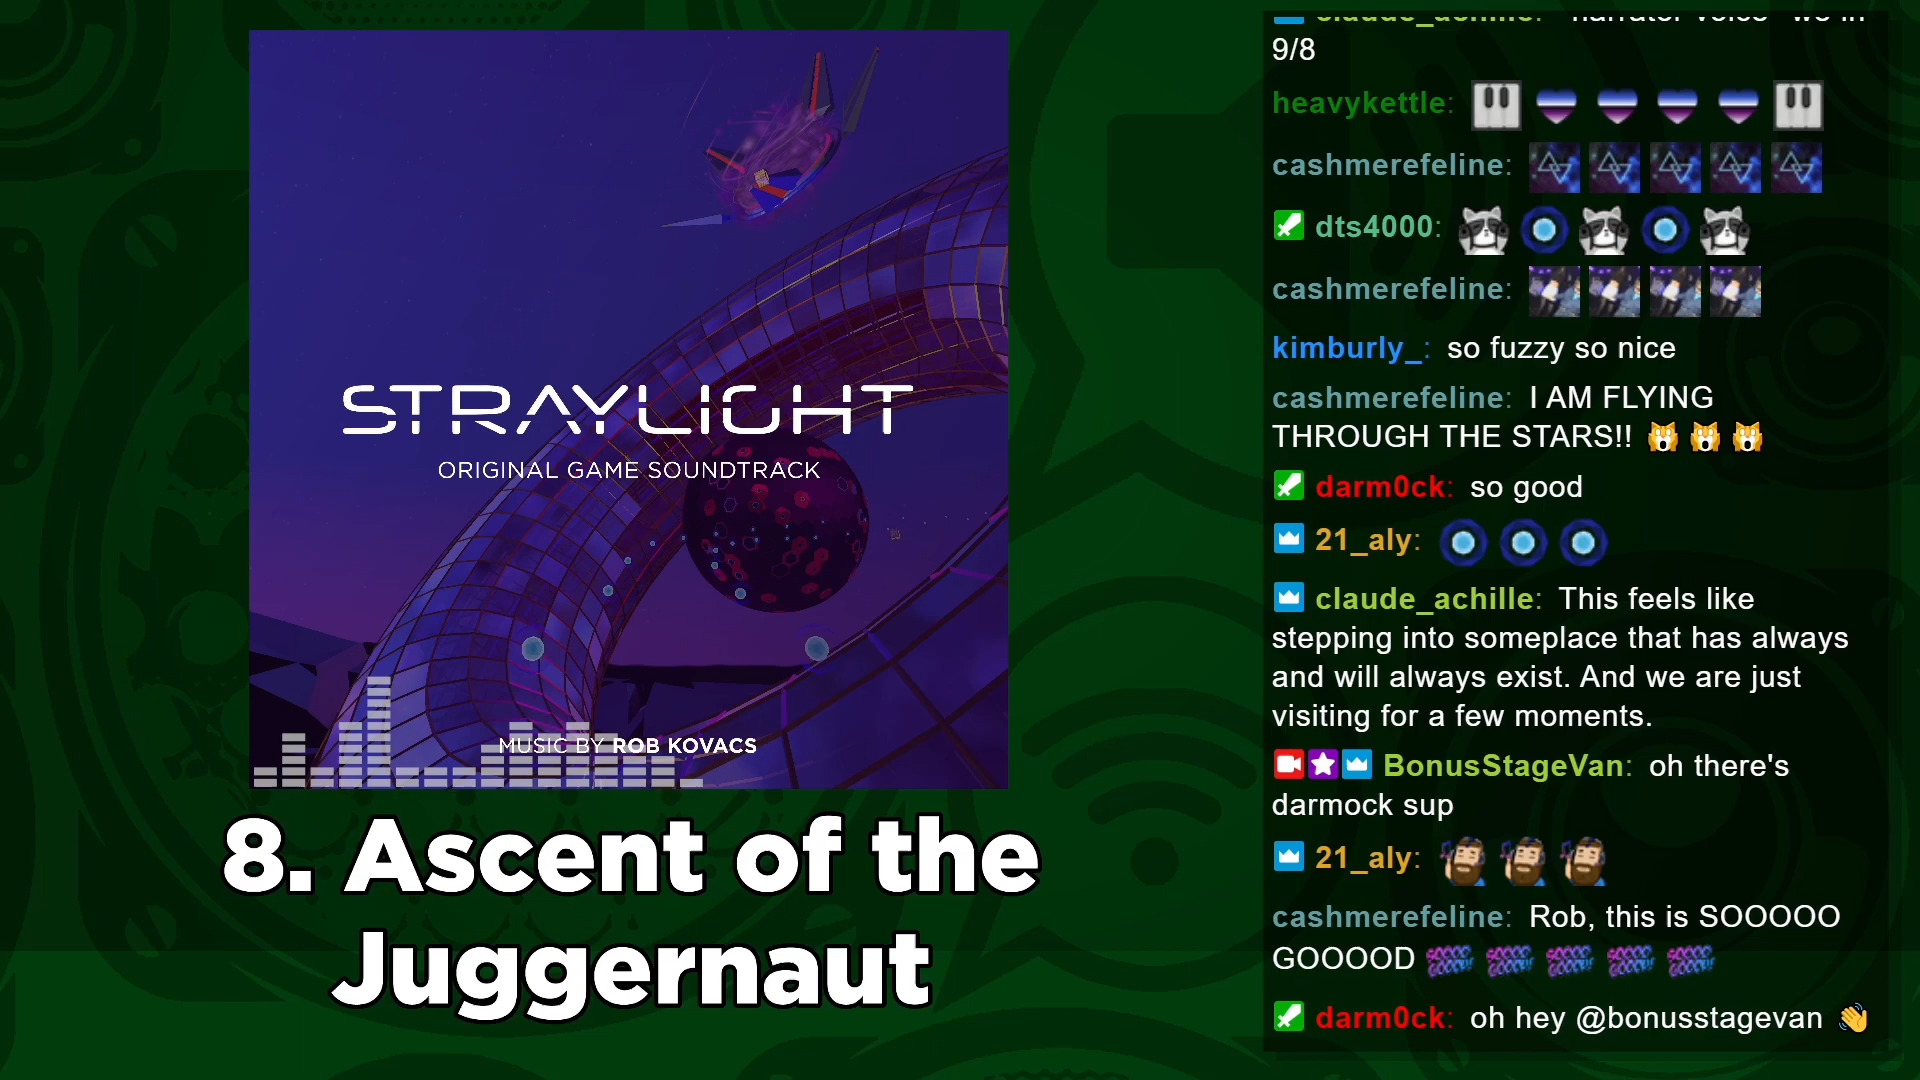 STRAYLIGHT
ORIGINAL GAME SOUNDTRACK
MUSIC BY ROB KOVACS
8. Ascent of the
Juggernaut
9/8
heavykettle:
cashmerefeline:
dts4000:
cashmerefeline:
kimburly_: so fuzzy so nice
cashmerefeline: I AM FLYING
THROUGH THE STARS!!
darm0ck: so good
21_aly:
claude_achille: This feels like
stepping into someplace that has always
and will always exist. And we are just
visiting for a few moments.
BonusStageVan: oh there's
darmock sup
21_aly:
cashmerefeline: Rob, this is SOOOOO
GOOOOD
darm0ck: oh hey @bonusstagevan